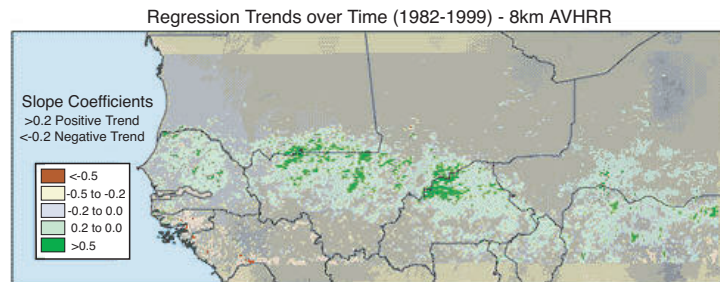 Regression Trends over Time (1982-1999) - 8km AVHRR
Slope Coefficients
>0.2 Positive Trend
<-0.2 Negative Trend
<-0.5
-0.5 to -0.2
-0.2 to 0.0
0.2 to 0.0
>0.5